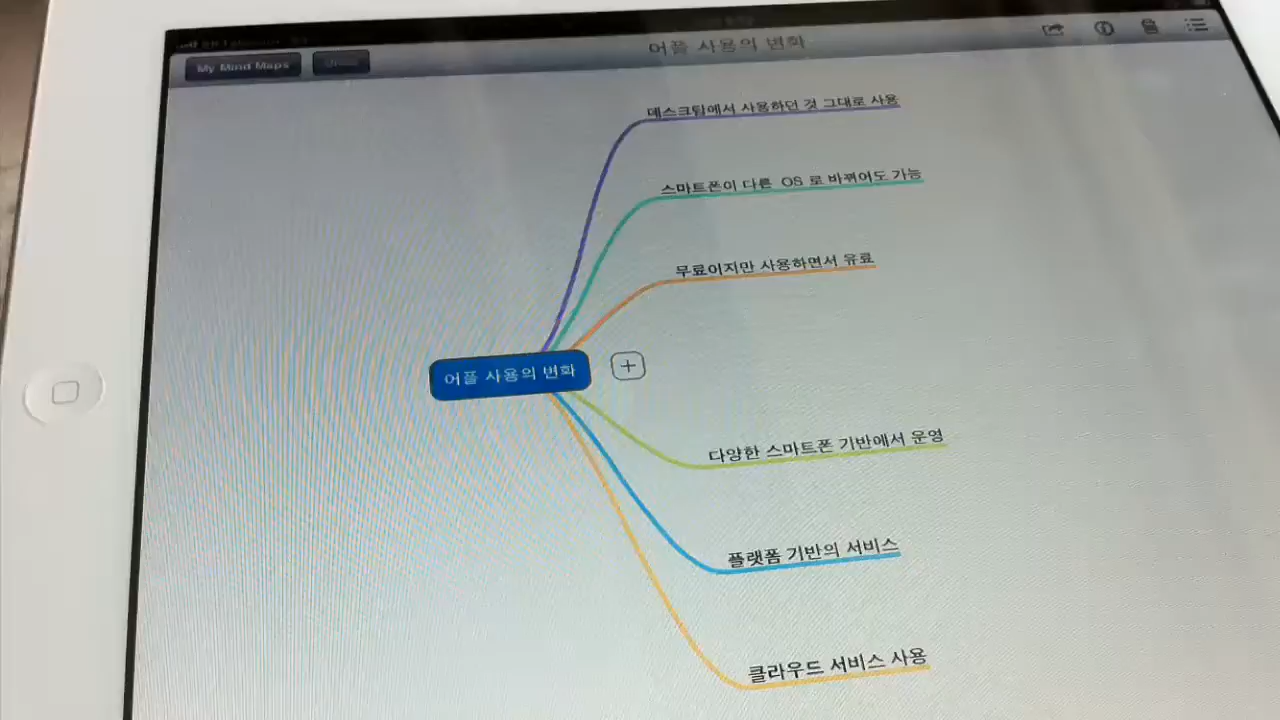 어플 사용의 변화
My Mind Maps
데스크탑에서 사용하던 것 그대로 사용
스마트폰이 다른 OS 로 바뀌어도 가능
무료이지만 사용하면서 유료
어플 사용의 변화
다양한 스마트폰 기반에서 운영
플랫폼 기반의 서비스
클라우드 서비스 사용